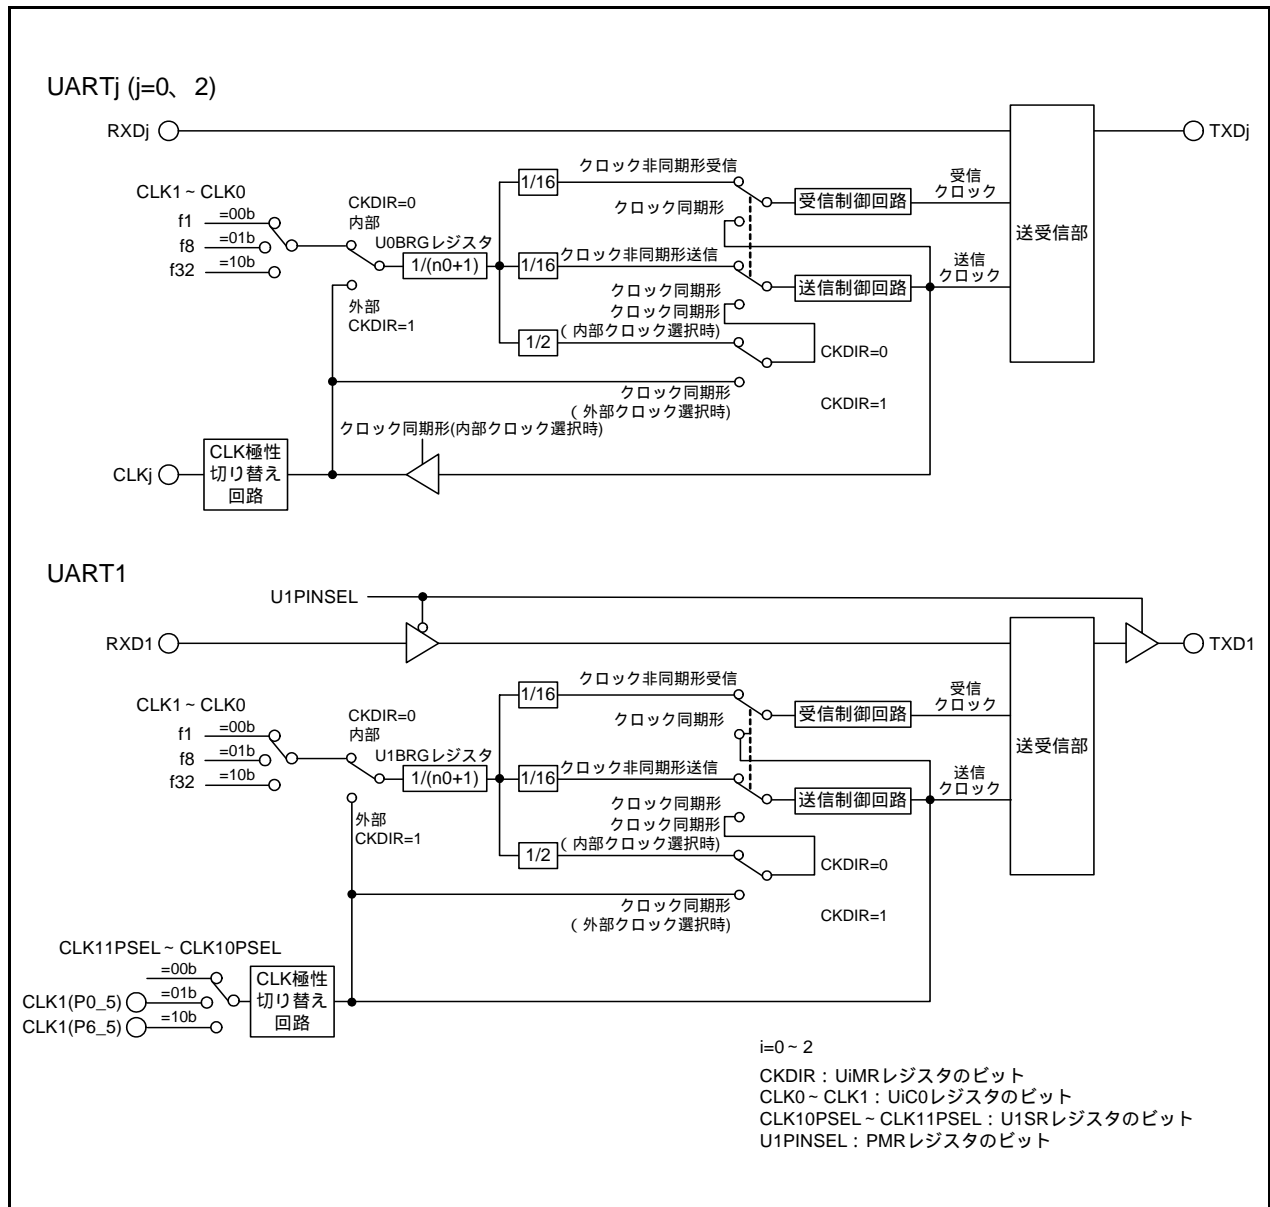 UARTj (j=0、 2)
RXDj
TXDj
CLK1 ~ CLK0
f1
=00b
f8
=01b
f32
=10b
CKDIR=0
内部
U0BRGレジスタ
1/(n0+1)
外部
CKDIR=1
1/16
クロック非同期形受信
クロック同期形
受信制御回路
受信
クロック
1/16
クロック非同期形送信
クロック同期形
送信制御回路
送信
クロック
送受信部
クロック同期形
(内部クロック選択時)
1/2
CKDIR=0
クロック同期形
(外部クロック選択時)
CKDIR=1
クロック同期形(内部クロック選択時)
CLKj
CLK極性
切り替え
回路
UART1
U1PINSEL
RXD1
TXD1
CLK1 ~ CLK0
f1
=00b
f8
=01b
f32
=10b
CKDIR=0
内部
U1BRGレジスタ
1/(n0+1)
外部
CKDIR=1
1/16
クロック非同期形受信
クロック同期形
受信制御回路
受信
クロック
1/16
クロック非同期形送信
クロック同期形
送信制御回路
送信
クロック
送受信部
クロック同期形
(内部クロック選択時)
1/2
CKDIR=0
クロック同期形
(外部クロック選択時)
CKDIR=1
CLK11PSEL ~ CLK10PSEL
=00b
CLK1(P0_5)
=01b
CLK1(P6_5)
=10b
CLK極性
切り替え
回路
i=0 ~ 2
CKDIR : UiMRレジスタのビット
CLK0 ~ CLK1 : UiC0レジスタのビット
CLK10PSEL ~ CLK11PSEL : U1SRレジスタのビット
U1PINSEL : PMRレジスタのビット